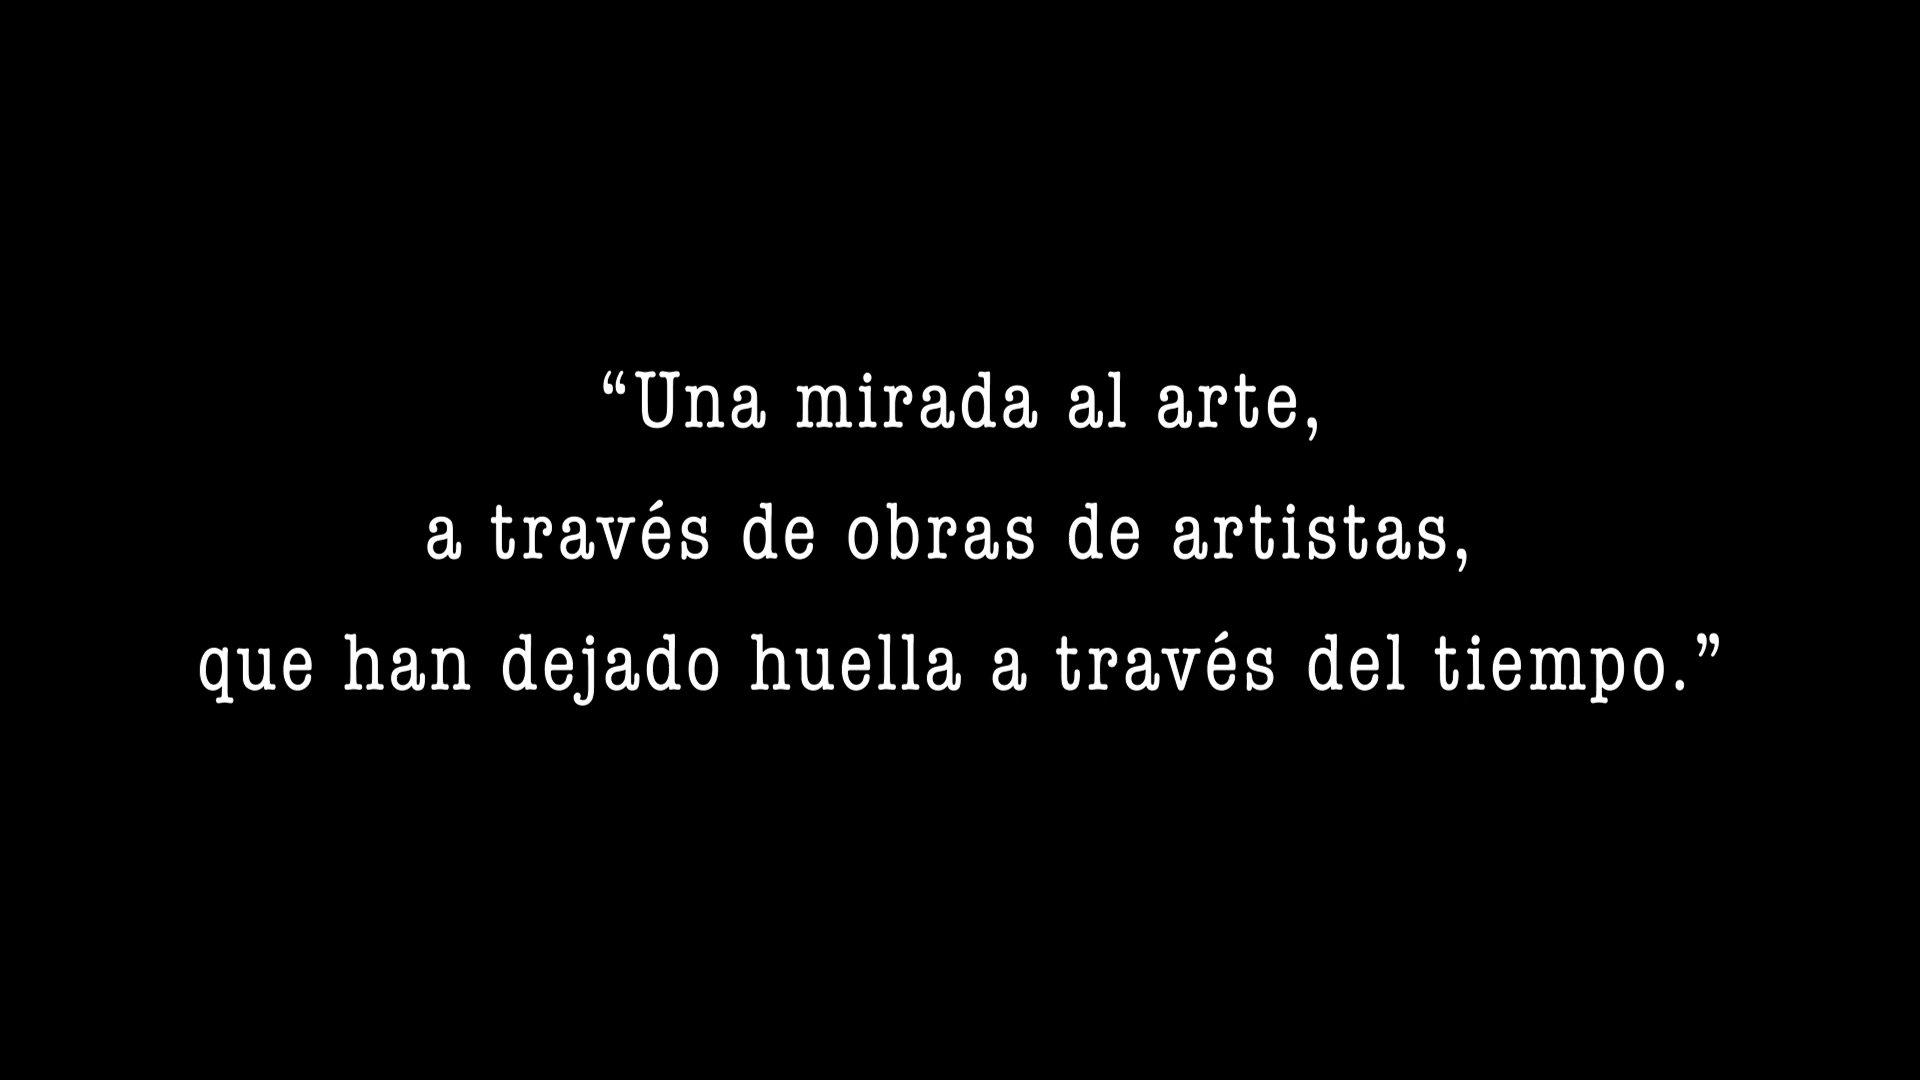 “Una mirada al arte,
a través de obras de artistas,
que han dejado huella a través del tiempo.”